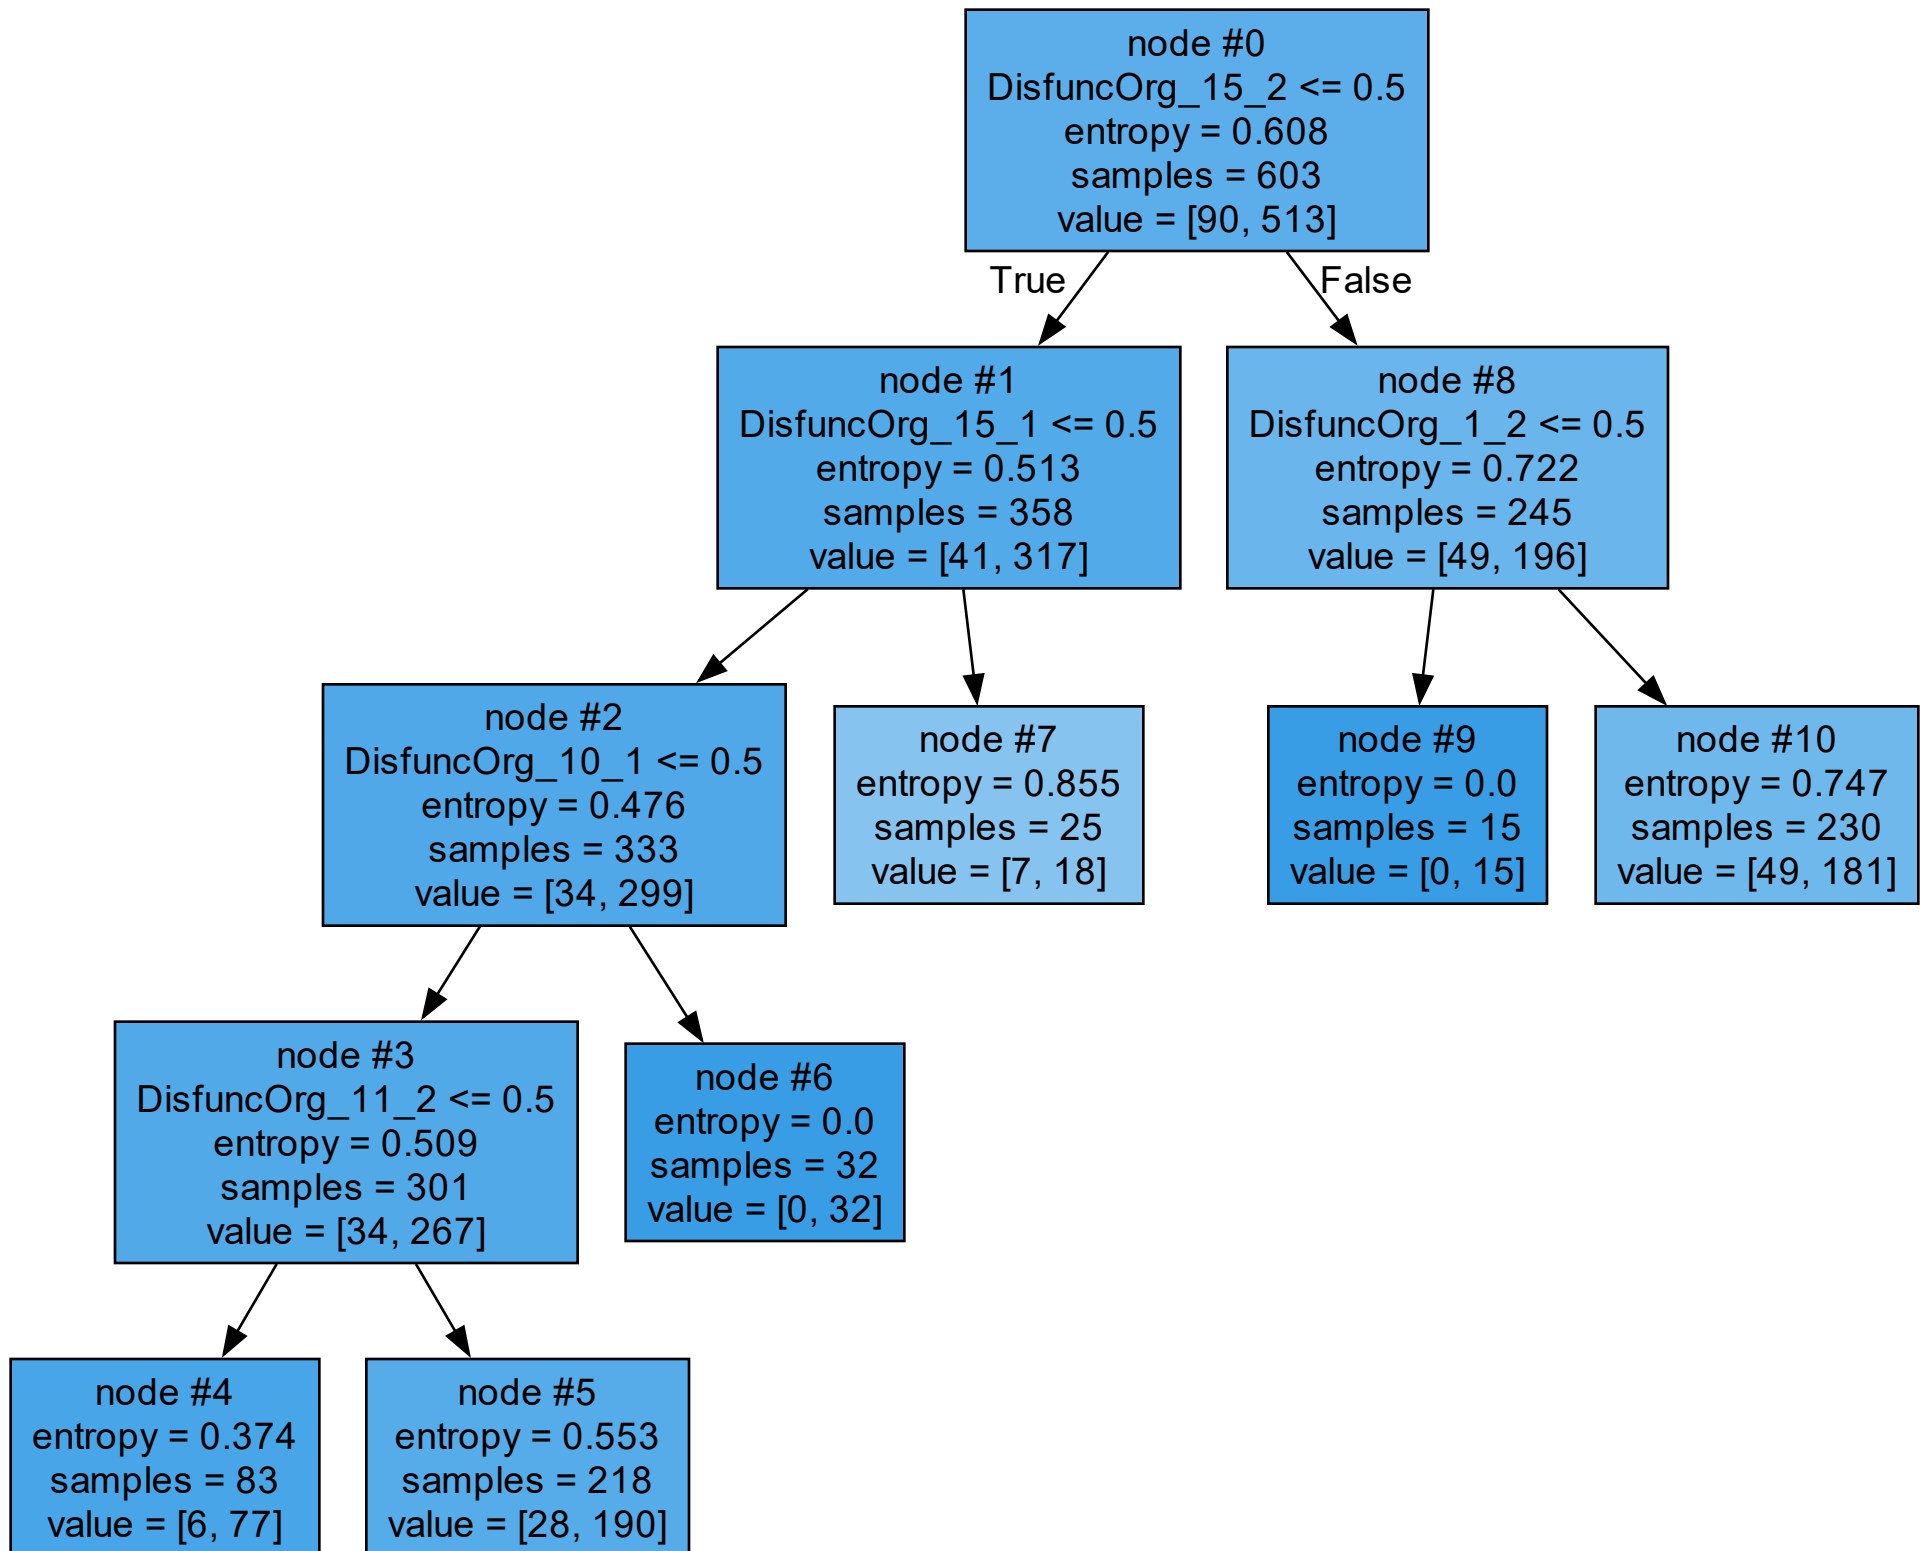 node #0
DisfuncOrg_15_2 <= 0.5
entropy = 0.608
samples = 603
value = [90, 513]
True
False
node #1
DisfuncOrg_15_1 <= 0.5
entropy = 0.513
samples = 358
value = [41, 317]
node #8
DisfuncOrg_1_2 <= 0.5
entropy = 0.722
samples = 245
value = [49, 196]
node #2
DisfuncOrg_10_1 <= 0.5
entropy = 0.476
samples = 333
value = [34, 299]
node #7
entropy = 0.855
samples = 25
value = [7, 18]
node #9
entropy = 0.0
samples = 15
value = [0, 15]
node #10
entropy = 0.747
samples = 230
value = [49, 181]
node #3
DisfuncOrg_11_2 <= 0.5
entropy = 0.509
samples = 301
value = [34, 267]
node #6
entropy = 0.0
samples = 32
value = [0, 32]
node #4
entropy = 0.374
samples = 83
value = [6, 77]
node #5
entropy = 0.553
samples = 218
value = [28, 190]